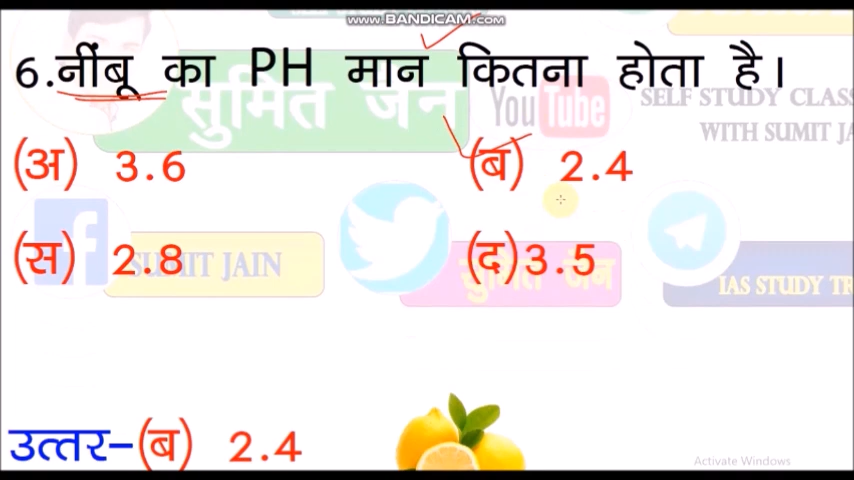 WWW.BANDICAM.COM
6.नींबू का PH मान कितना होता है।
सुमित जैन
YouTube
SELF STUDY CLASS
WITH SUMIT JA
(अ) 3.6 (ब) 2.4
(स) 2.8 (द) 3.5
SUMIT JAIN
सुमित जैन
IAS STUDY TR
उत्तर-(ब) 2.4
Activate Windows